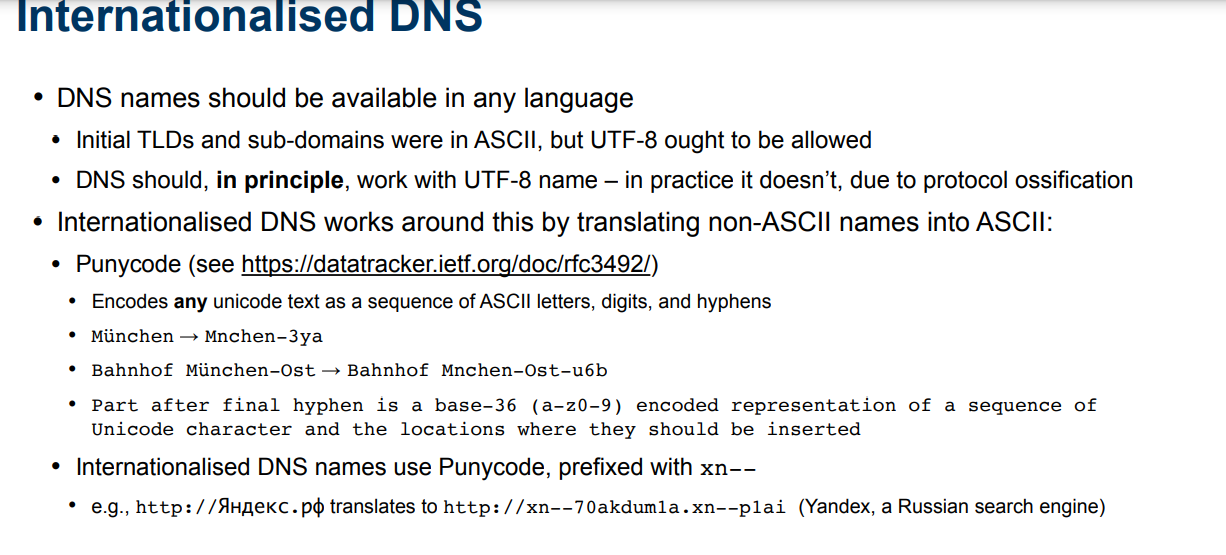 Internationalised DNS
• DNS names should be available in any language
• Initial TLDs and sub-domains were in ASCII, but UTF-8 ought to be allowed
• DNS should, in principle, work with UTF-8 name – in practice it doesn't, due to protocol ossification
• Internationalised DNS works around this by translating non-ASCII names into ASCII:
• Punycode (see https://datatracker.ietf.org/doc/rfc3492/)
• Encodes any unicode text as a sequence of ASCII letters, digits, and hyphens
• München → Mnchen-3ya
• Bahnhof München-Ost → Bahnhof Mnchen-Ost-u6b
• Part after final hyphen is a base-36 (a-z0-9) encoded representation of a sequence of
Unicode character and the locations where they should be inserted
• Internationalised DNS names use Punycode, prefixed with xn--
• e.g., http://Яндекс.рф translates to http://xn--70akdum1a.xn--p1ai (Yandex, a Russian search engine)